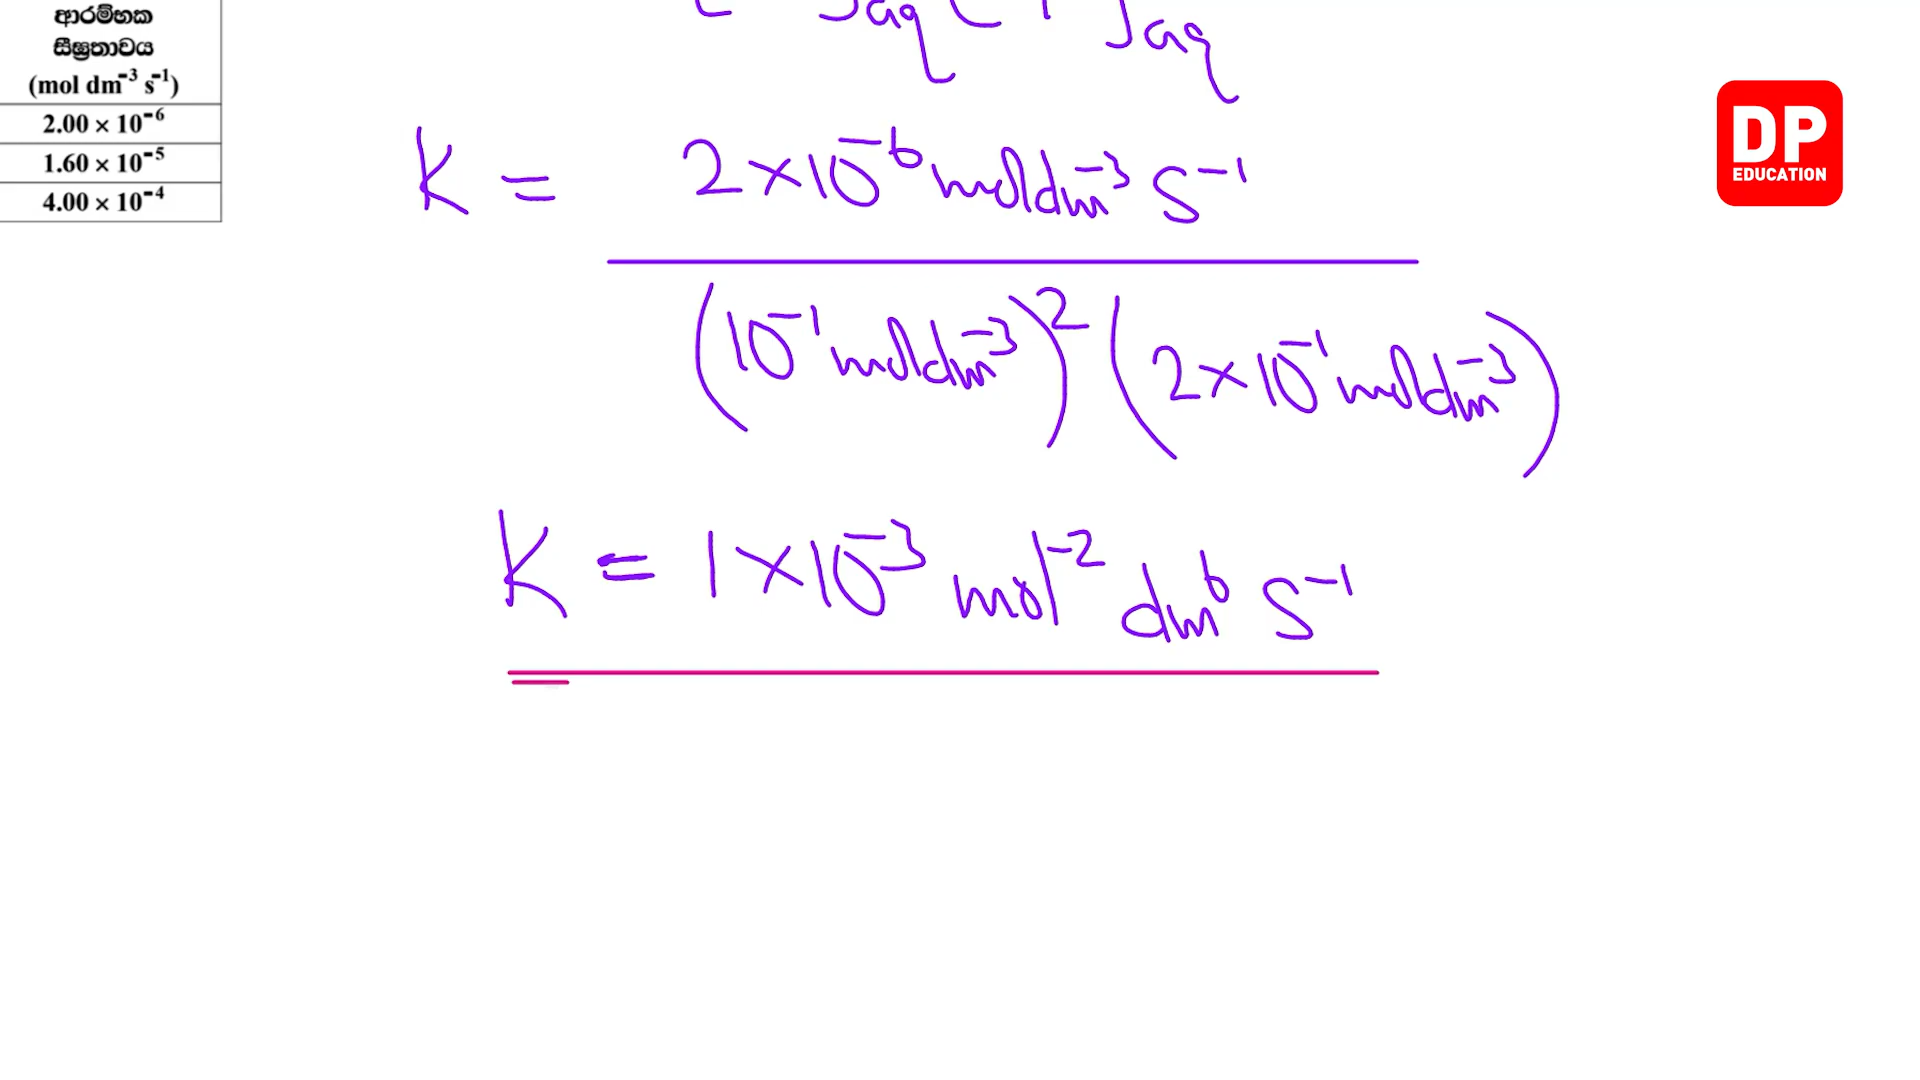 ආරම්භක
සීඝ්‍රතාවය
(mol dm⁻³ s⁻¹)
2.00 × 10⁻⁶
1.60 × 10⁻⁵
4.00 × 10⁻⁴
aq aq
K = 2 × 10⁻⁶ mol dm⁻³ s⁻¹
(10⁻¹ mol dm⁻³)² (2 × 10⁻¹ mol dm⁻³)
K = 1 × 10⁻³ mol⁻² dm⁶ s⁻¹
DP
EDUCATION